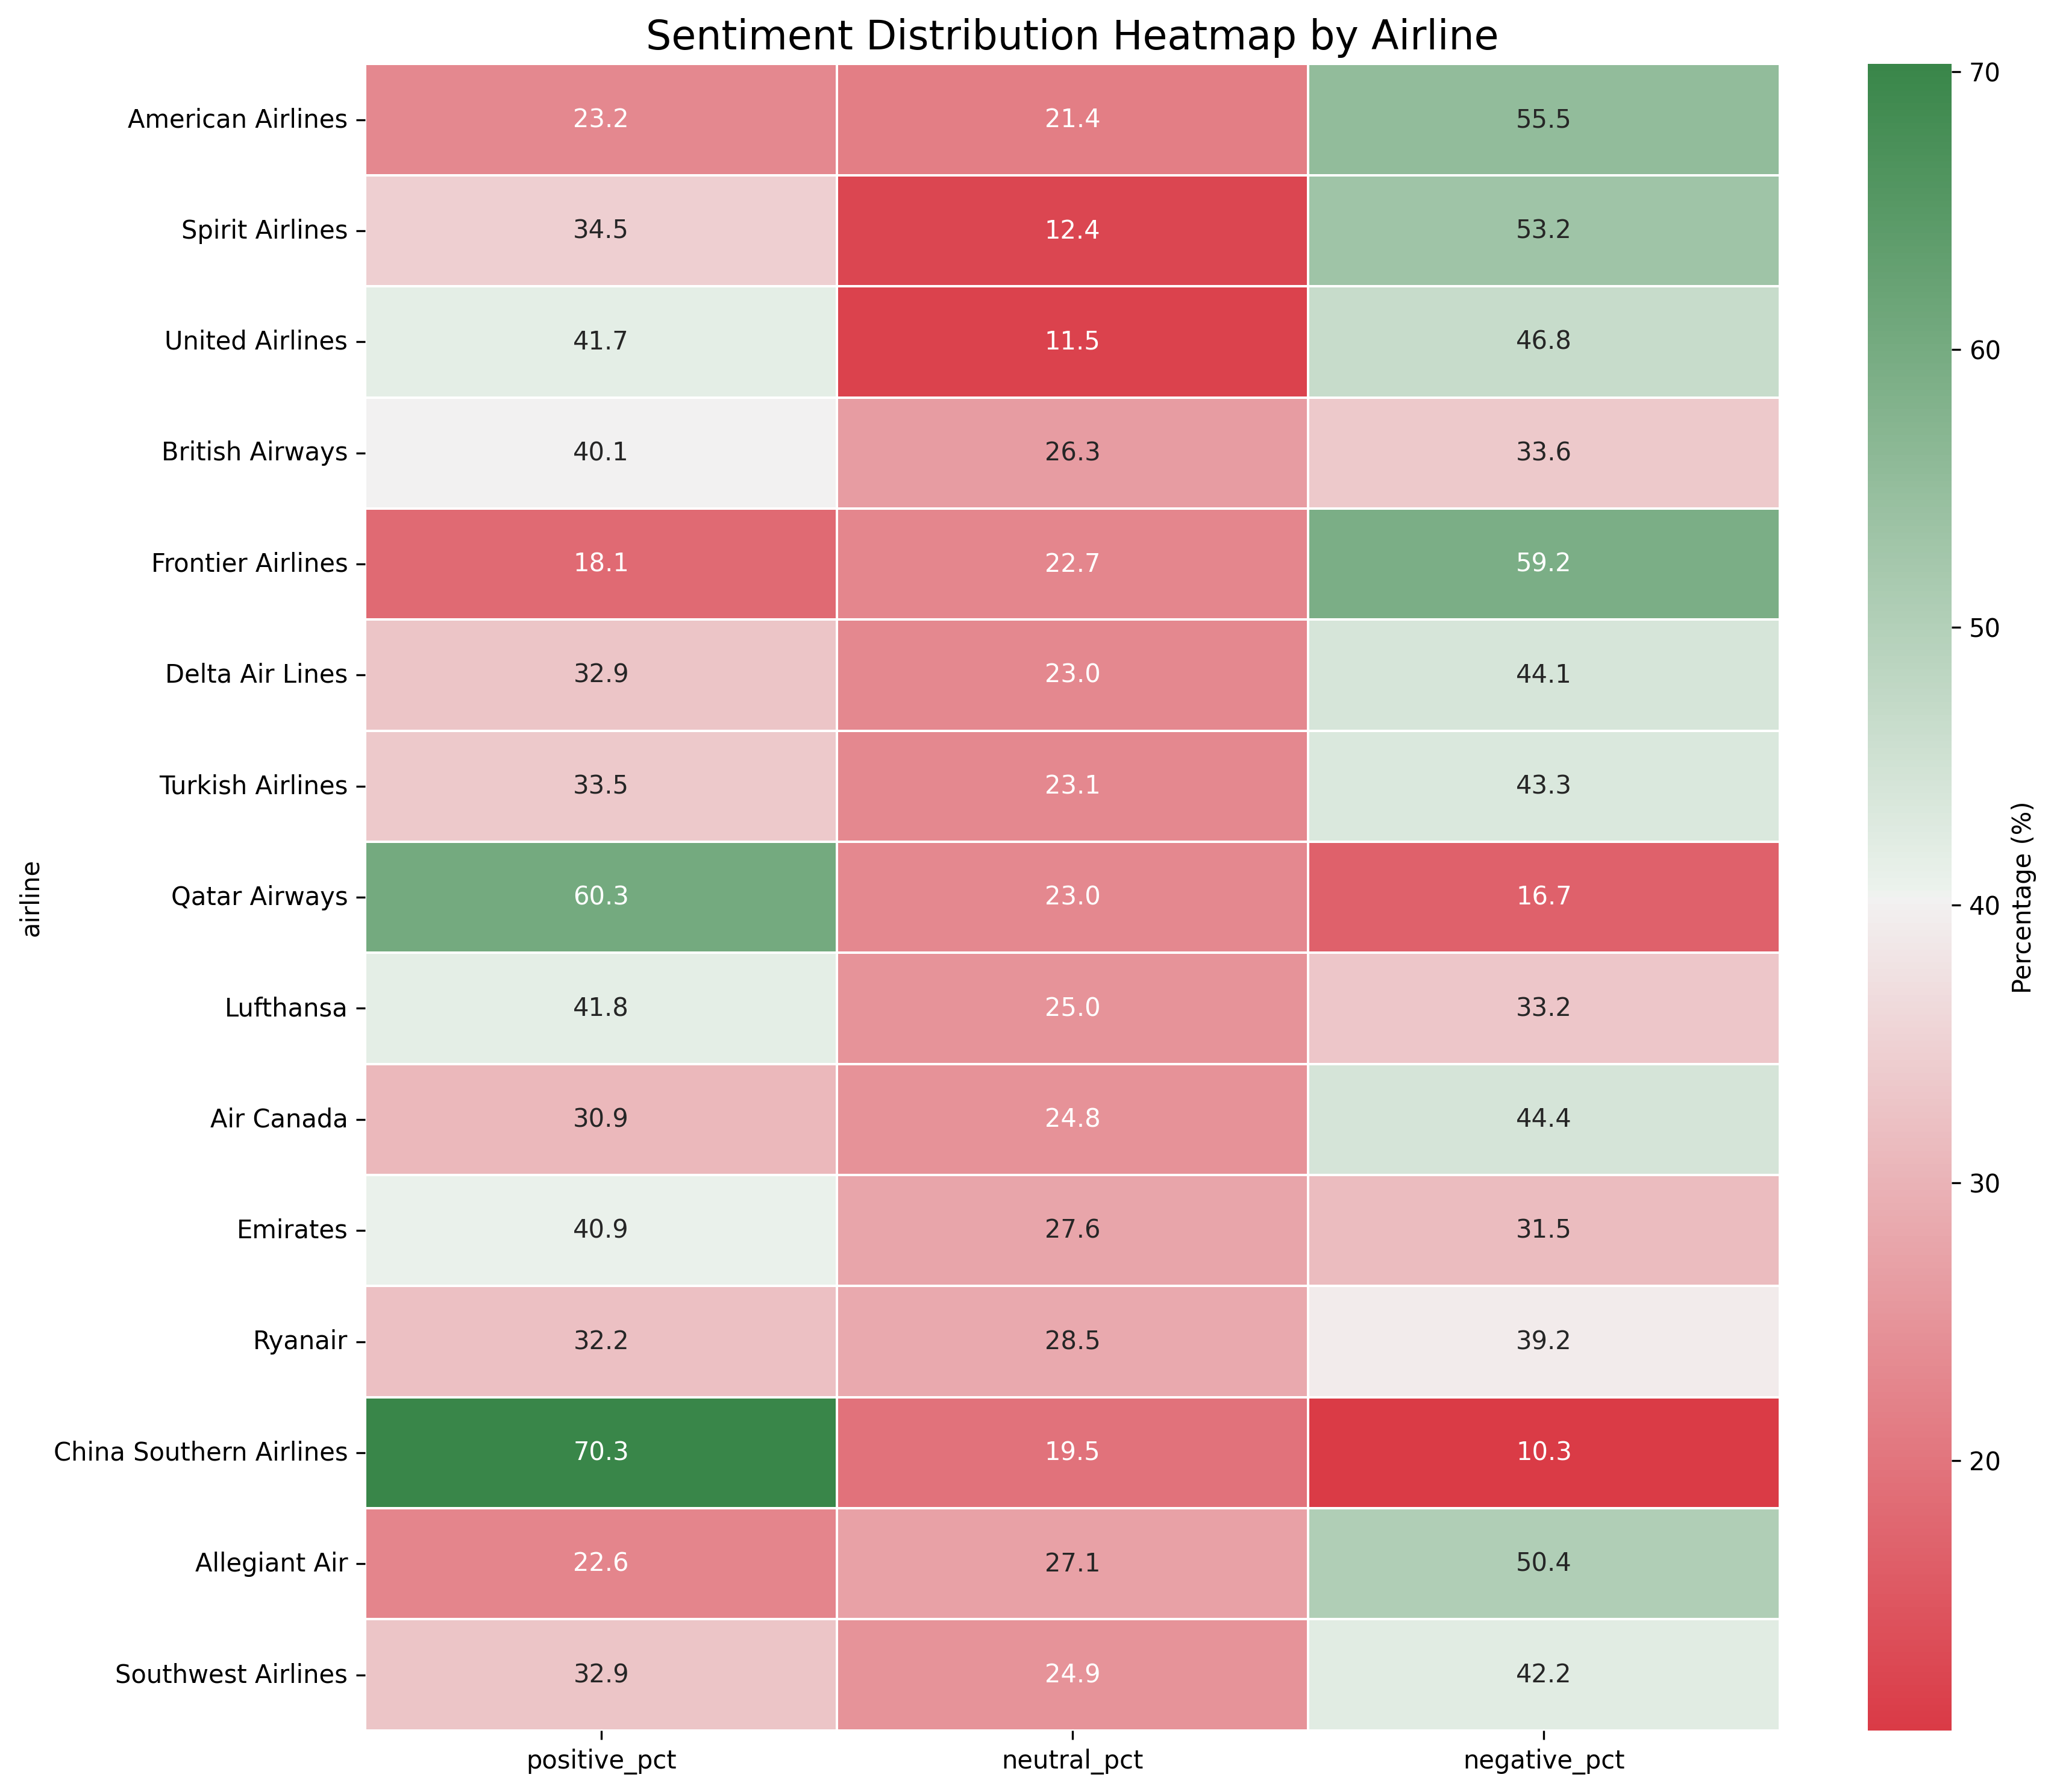 Sentiment Distribution Heatmap by Airline
American Airlines 23.2 21.4 55.5
Spirit Airlines 34.5 12.4 53.2
United Airlines 41.7 11.5 46.8
British Airways 40.1 26.3 33.6
Frontier Airlines 18.1 22.7 59.2
Delta Air Lines 32.9 23.0 44.1
Turkish Airlines 33.5 23.1 43.3
Qatar Airways 60.3 23.0 16.7
Lufthansa 41.8 25.0 33.2
Air Canada 30.9 24.8 44.4
Emirates 40.9 27.6 31.5
Ryanair 32.2 28.5 39.2
China Southern Airlines 70.3 19.5 10.3
Allegiant Air 22.6 27.1 50.4
Southwest Airlines 32.9 24.9 42.2
positive_pct neutral_pct negative_pct
airline
70
60
50
40
30
20
Percentage (%)